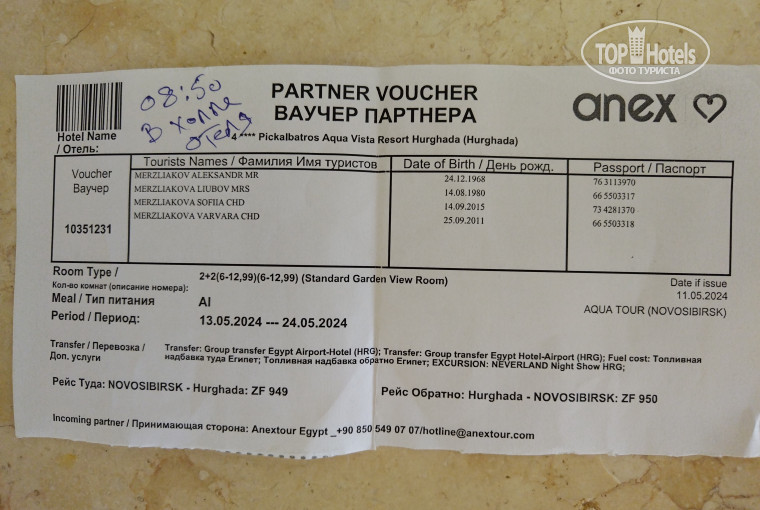 TOPHotels
ФОТО ТУРИСТА
08:50
В холле
отеля
PARTNER VOUCHER
ВАУЧЕР ПАРТНЕРА
anex
Hotel Name
/ Отель:
4 **** Pickalbatros Aqua Vista Resort Hurghada (Hurghada)
Voucher
Ваучер
10351231
Tourists Names / Фамилия Имя туристов
Date of Birth / День рожд.
Passport / Паспорт
MERZLIAKOV ALEKSANDR MR 24.12.1968 76 3113970
MERZLIAKOVA LIUBOV MRS 14.08.1980 66 5503317
MERZLIAKOVA SOFIIA CHD 14.09.2015 73 4281370
MERZLIAKOVA VARVARA CHD 25.09.2011 66 5503318
Room Type /
Кол-во комнат (описание номера):
2+2(6-12,99)(6-12,99) (Standard Garden View Room)
Date if issue
11.05.2024
Meal / Тип питания AI
AQUA TOUR (NOVOSIBIRSK)
Period / Период: 13.05.2024 --- 24.05.2024
Transfer / Перевозка /
Доп. услуги
Transfer: Group transfer Egypt Airport-Hotel (HRG); Transfer: Group transfer Egypt Hotel-Airport (HRG); Fuel cost: Топливная
надбавка туда Египет; Топливная надбавка обратно Египет; EXCURSION: NEVERLAND Night Show HRG;
Рейс Туда: NOVOSIBIRSK - Hurghada: ZF 949
Рейс Обратно: Hurghada - NOVOSIBIRSK: ZF 950
Incoming partner / Принимающая сторона: Anextour Egypt _+90 850 549 07 07/hotline@anextour.com